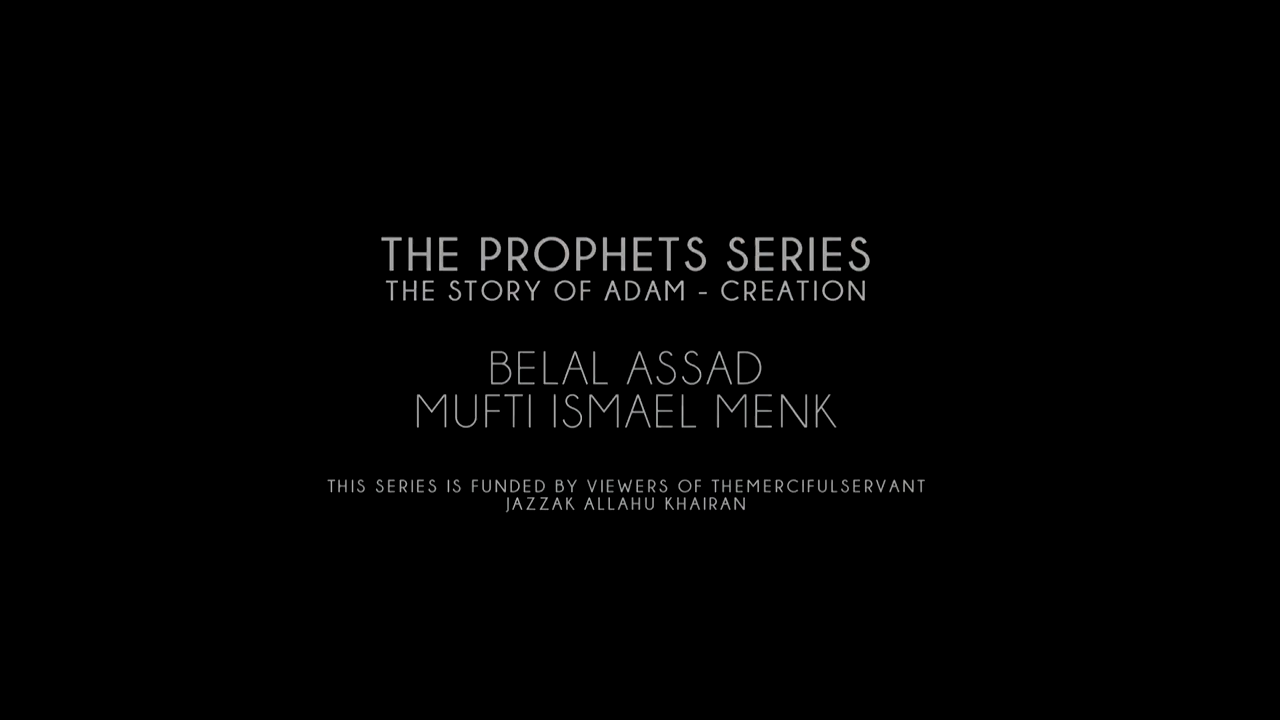 THE PROPHETS SERIES
THE STORY OF ADAM - CREATION
BELAL ASSAD
MUFTI ISMAEL MENK
THIS SERIES IS FUNDED BY VIEWERS OF THEMERCIFULSERVANT
JAZZAK ALLAHU KHAIRAN